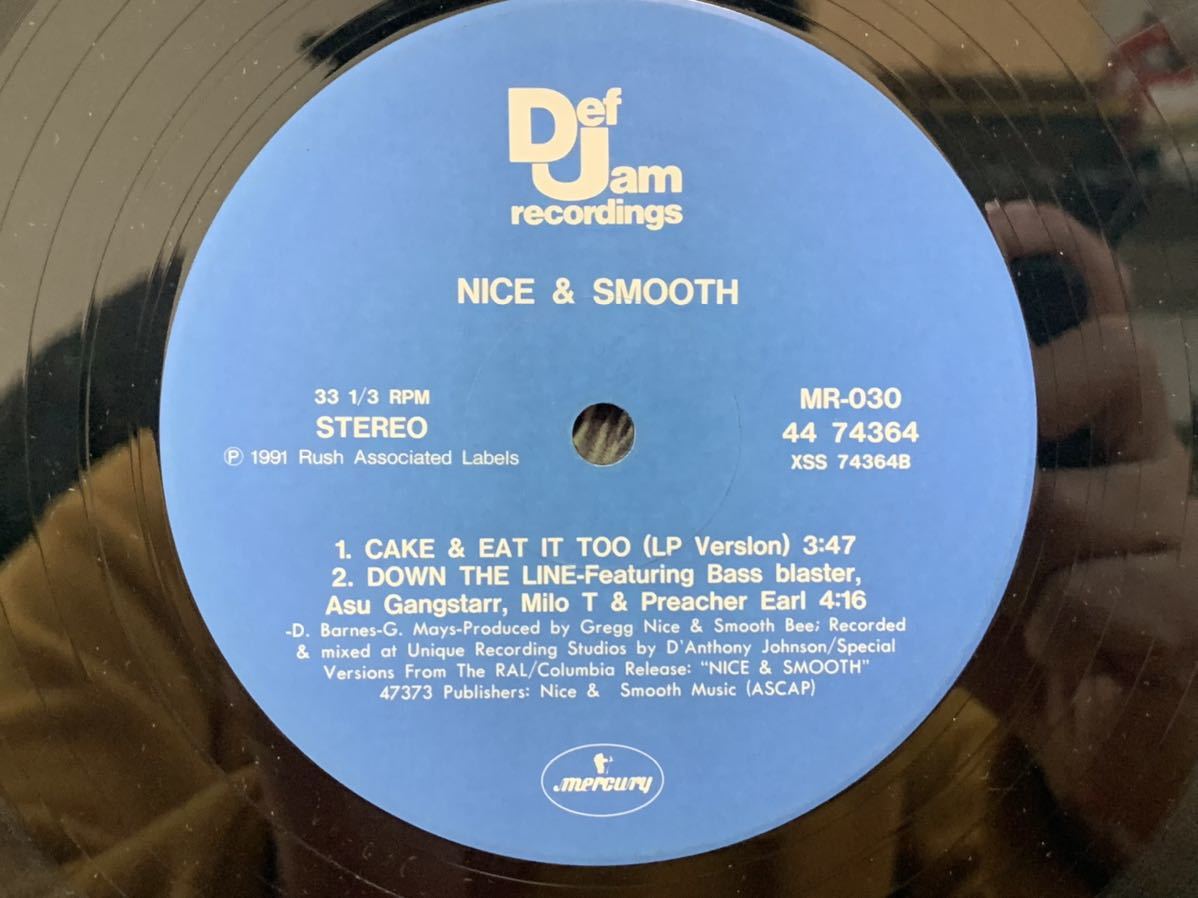 Def
Jam
recordings
NICE & SMOOTH
33 1/3 RPM
STEREO
Ⓟ 1991 Rush Associated Labels
MR-030
44 74364
XSS 74364B
1. CAKE & EAT IT TOO (LP Version) 3:47
2. DOWN THE LINE-Featuring Bass blaster,
Asu Gangstarr, Milo T & Preacher Earl 4:16
-D. Barnes-G. Mays-Produced by Gregg Nice & Smooth Bee; Recorded
& mixed at Unique Recording Studios by D'Anthony Johnson/Special
Versions From The RAL/Columbia Release: "NICE & SMOOTH"
47373 Publishers: Nice & Smooth Music (ASCAP)
mercury